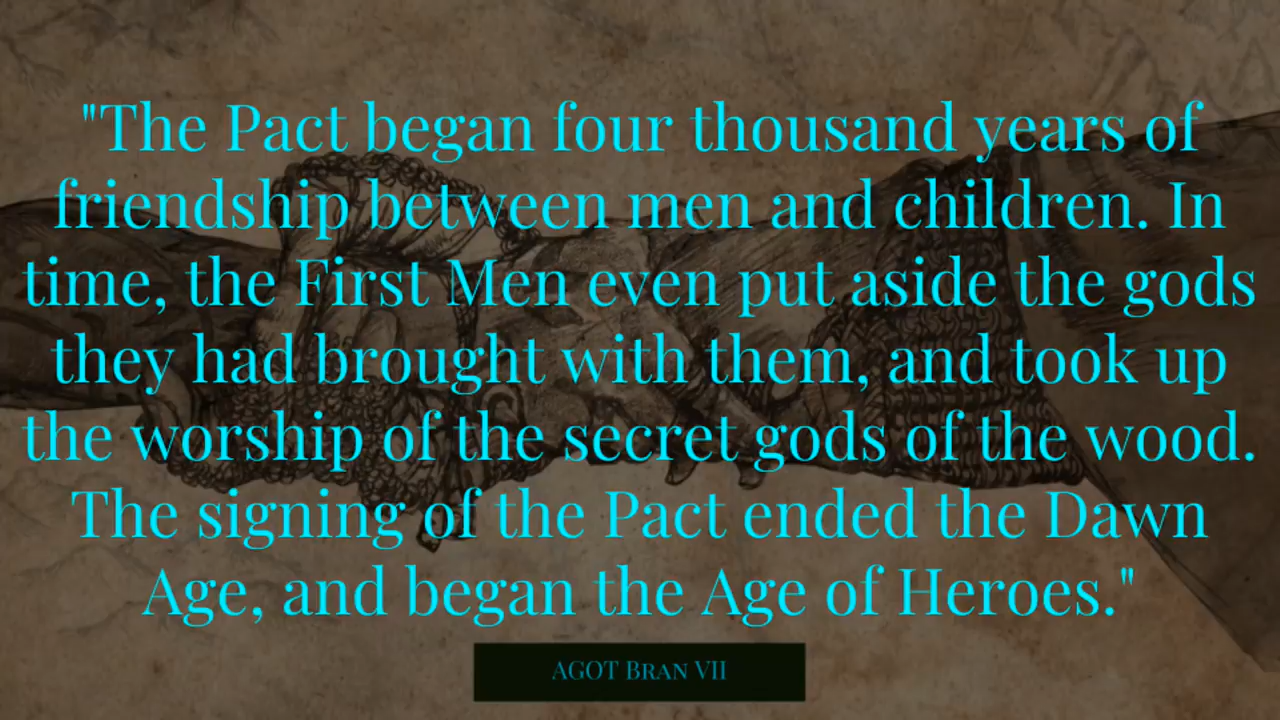 "The Pact began four thousand years of
friendship between men and children. In
time, the First Men even put aside the gods
they had brought with them, and took up
the worship of the secret gods of the wood.
The signing of the Pact ended the Dawn
Age, and began the Age of Heroes."
AGOT Bran VII